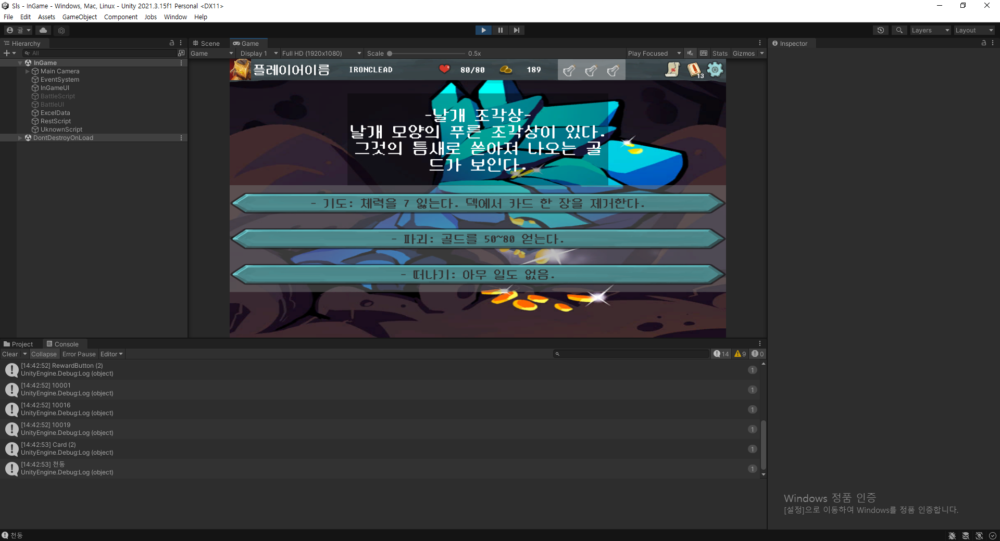 Sls - InGame - Windows, Mac, Linux - Unity 2021.3.15f1 Personal <DX11>
File Edit Assets GameObject Component Jobs Window Help
귤
Layers Layout
Hierarchy
Scene Game
Inspector
All
Game Display 1 Full HD (1920x1080) Scale 0.5x Play Focused Stats Gizmos
InGame
Main Camera
EventSystem
InGameUI
BattleScript
BattleUI
ExcelData
RestScript
UknownScript
DontDestroyOnLoad
플레이어이름 IRONCLEAD 80/80 189 13
-날개 조각상-
날개 모양의 푸른 조각상이 있다.
그것의 틈새로 쏟아져 나오는 골
드가 보인다.
- 기도: 체력을 7 잃는다. 덱에서 카드 한 장을 제거한다.
- 파괴: 골드를 50~80 얻는다.
- 떠나기: 아무 일도 없음.
Project Console
Clear Collapse Error Pause Editor 14 9 0
[14:42:52] RewardButton (2)
UnityEngine.Debug:Log (object)
1
[14:42:52] 10001
UnityEngine.Debug:Log (object)
1
[14:42:52] 10016
UnityEngine.Debug:Log (object)
1
[14:42:52] 10019
UnityEngine.Debug:Log (object)
1
[14:42:53] Card (2)
UnityEngine.Debug:Log (object)
1
[14:42:53] 천둥
UnityEngine.Debug:Log (object)
1
Windows 정품 인증
[설정]으로 이동하여 Windows를 정품 인증합니다.
천둥